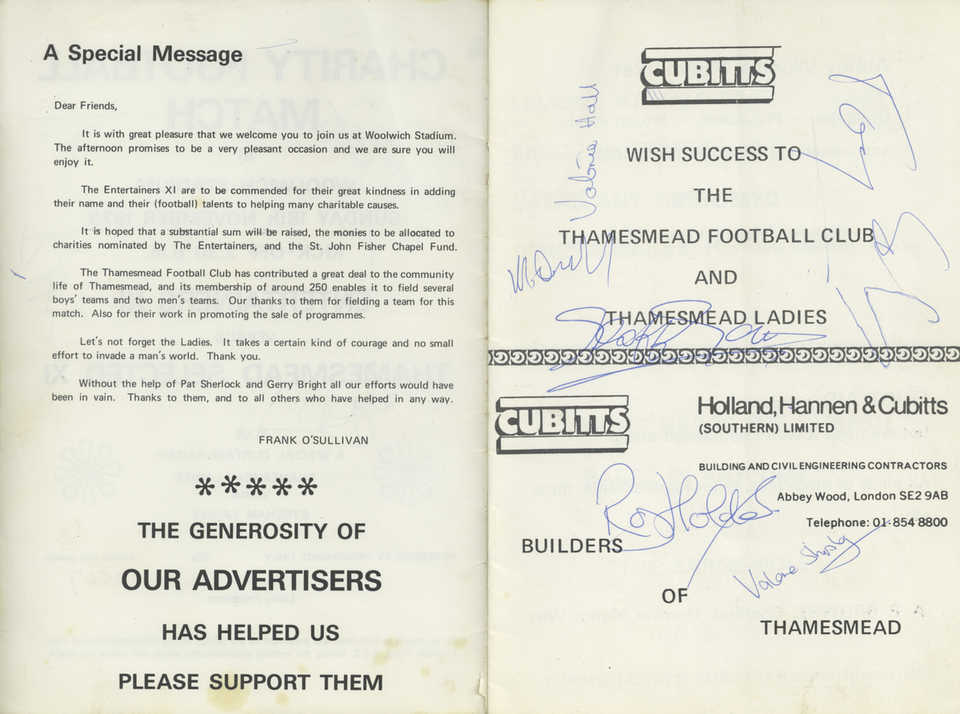 A Special Message
Dear Friends,
It is with great pleasure that we welcome you to join us at Woolwich Stadium.
The afternoon promises to be a very pleasant occasion and we are sure you will
enjoy it.
The Entertainers XI are to be commended for their great kindness in adding
their name and their (football) talents to helping many charitable causes.
It is hoped that a substantial sum will be raised, the monies to be allocated to
charities nominated by The Entertainers, and the St. John Fisher Chapel Fund.
The Thamesmead Football Club has contributed a great deal to the community
life of Thamesmead, and its membership of around 250 enables it to field several
boys' teams and two men's teams. Our thanks to them for fielding a team for this
match. Also for their work in promoting the sale of programmes.
Let's not forget the Ladies. It takes a certain kind of courage and no small
effort to invade a man's world. Thank you.
Without the help of Pat Sherlock and Gerry Bright all our efforts would have
been in vain. Thanks to them, and to all others who have helped in any way.
FRANK O'SULLIVAN
*****
THE GENEROSITY OF
OUR ADVERTISERS
HAS HELPED US
PLEASE SUPPORT THEM
CUBITTS
Valerie Hall
WISH SUCCESS TO
THE
THAMESMEAD FOOTBALL CLUB
AND
THAMESMEAD LADIES
CUBITTS
Holland, Hannen & Cubitts
(SOUTHERN) LIMITED
BUILDING AND CIVIL ENGINEERING CONTRACTORS
Abbey Wood, London SE2 9AB
Telephone: 01-854 8800
Roy Holder
BUILDERS
Valerie
OF
THAMESMEAD